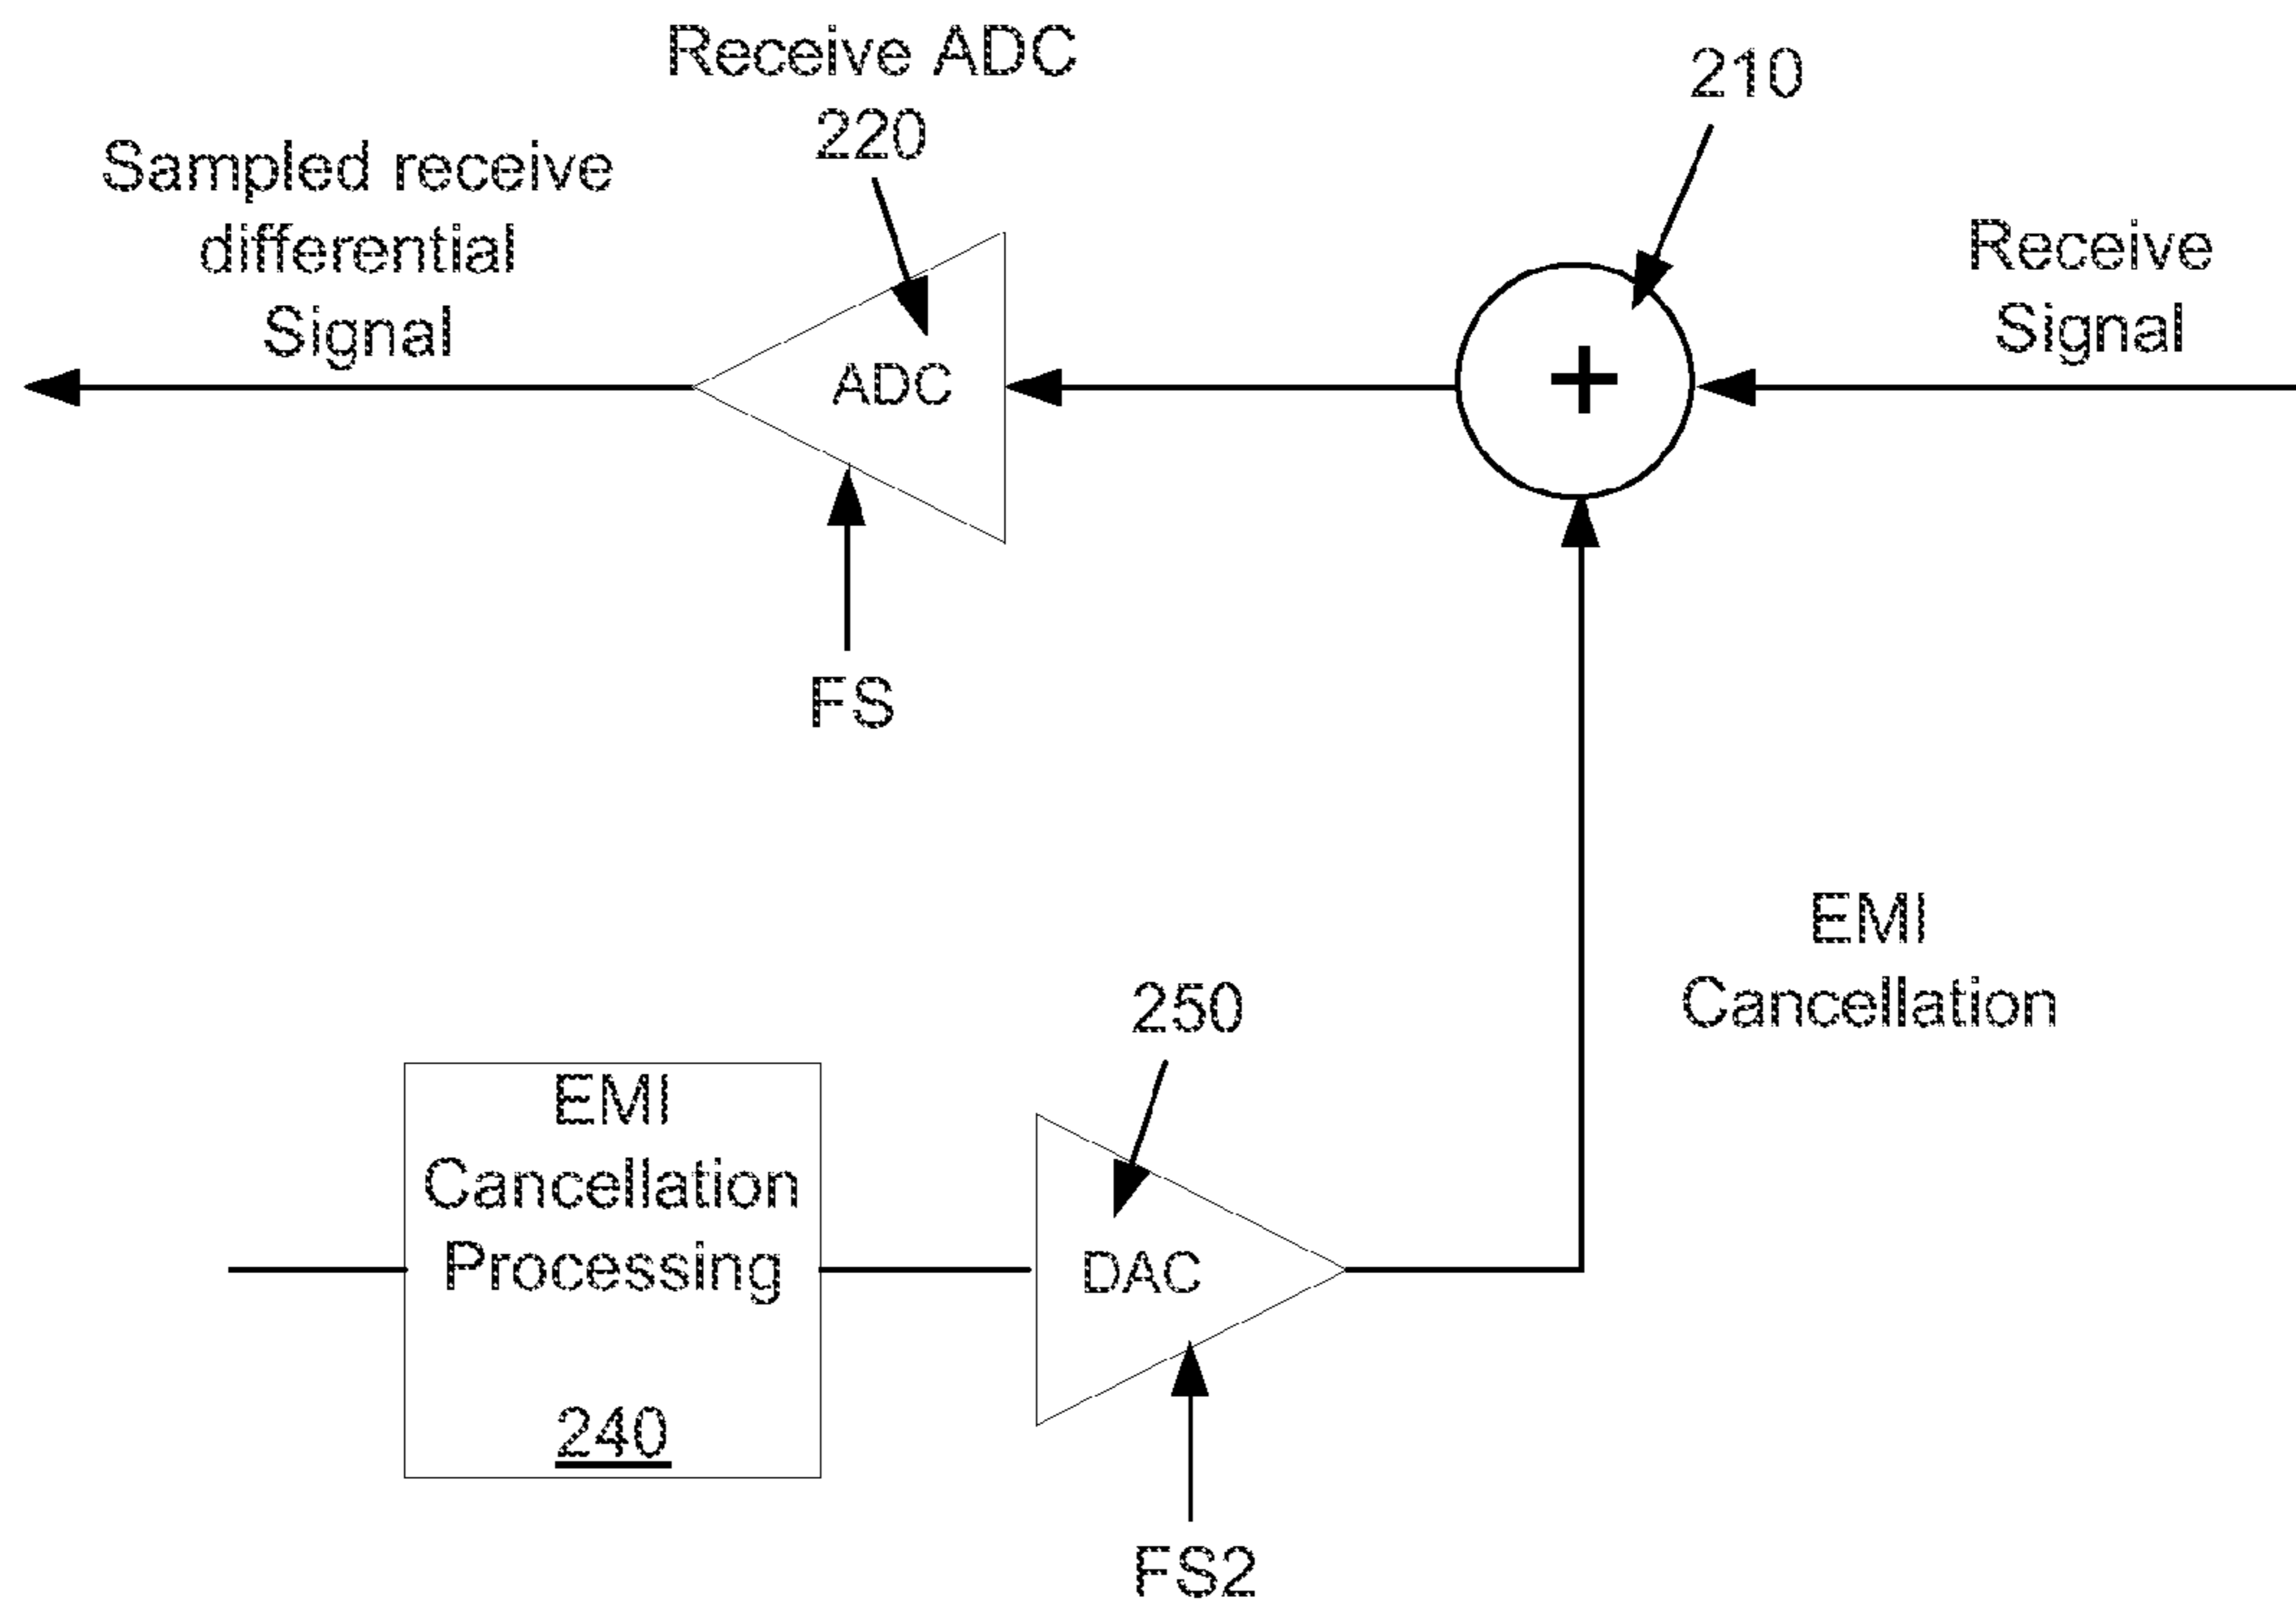 Receive ADC
220
210
Sampled receive
differential
Signal
Receive
Signal
ADC
+
FS
EMI
Cancellation
250
EMI
Cancellation
Processing
240
DAC
FS2